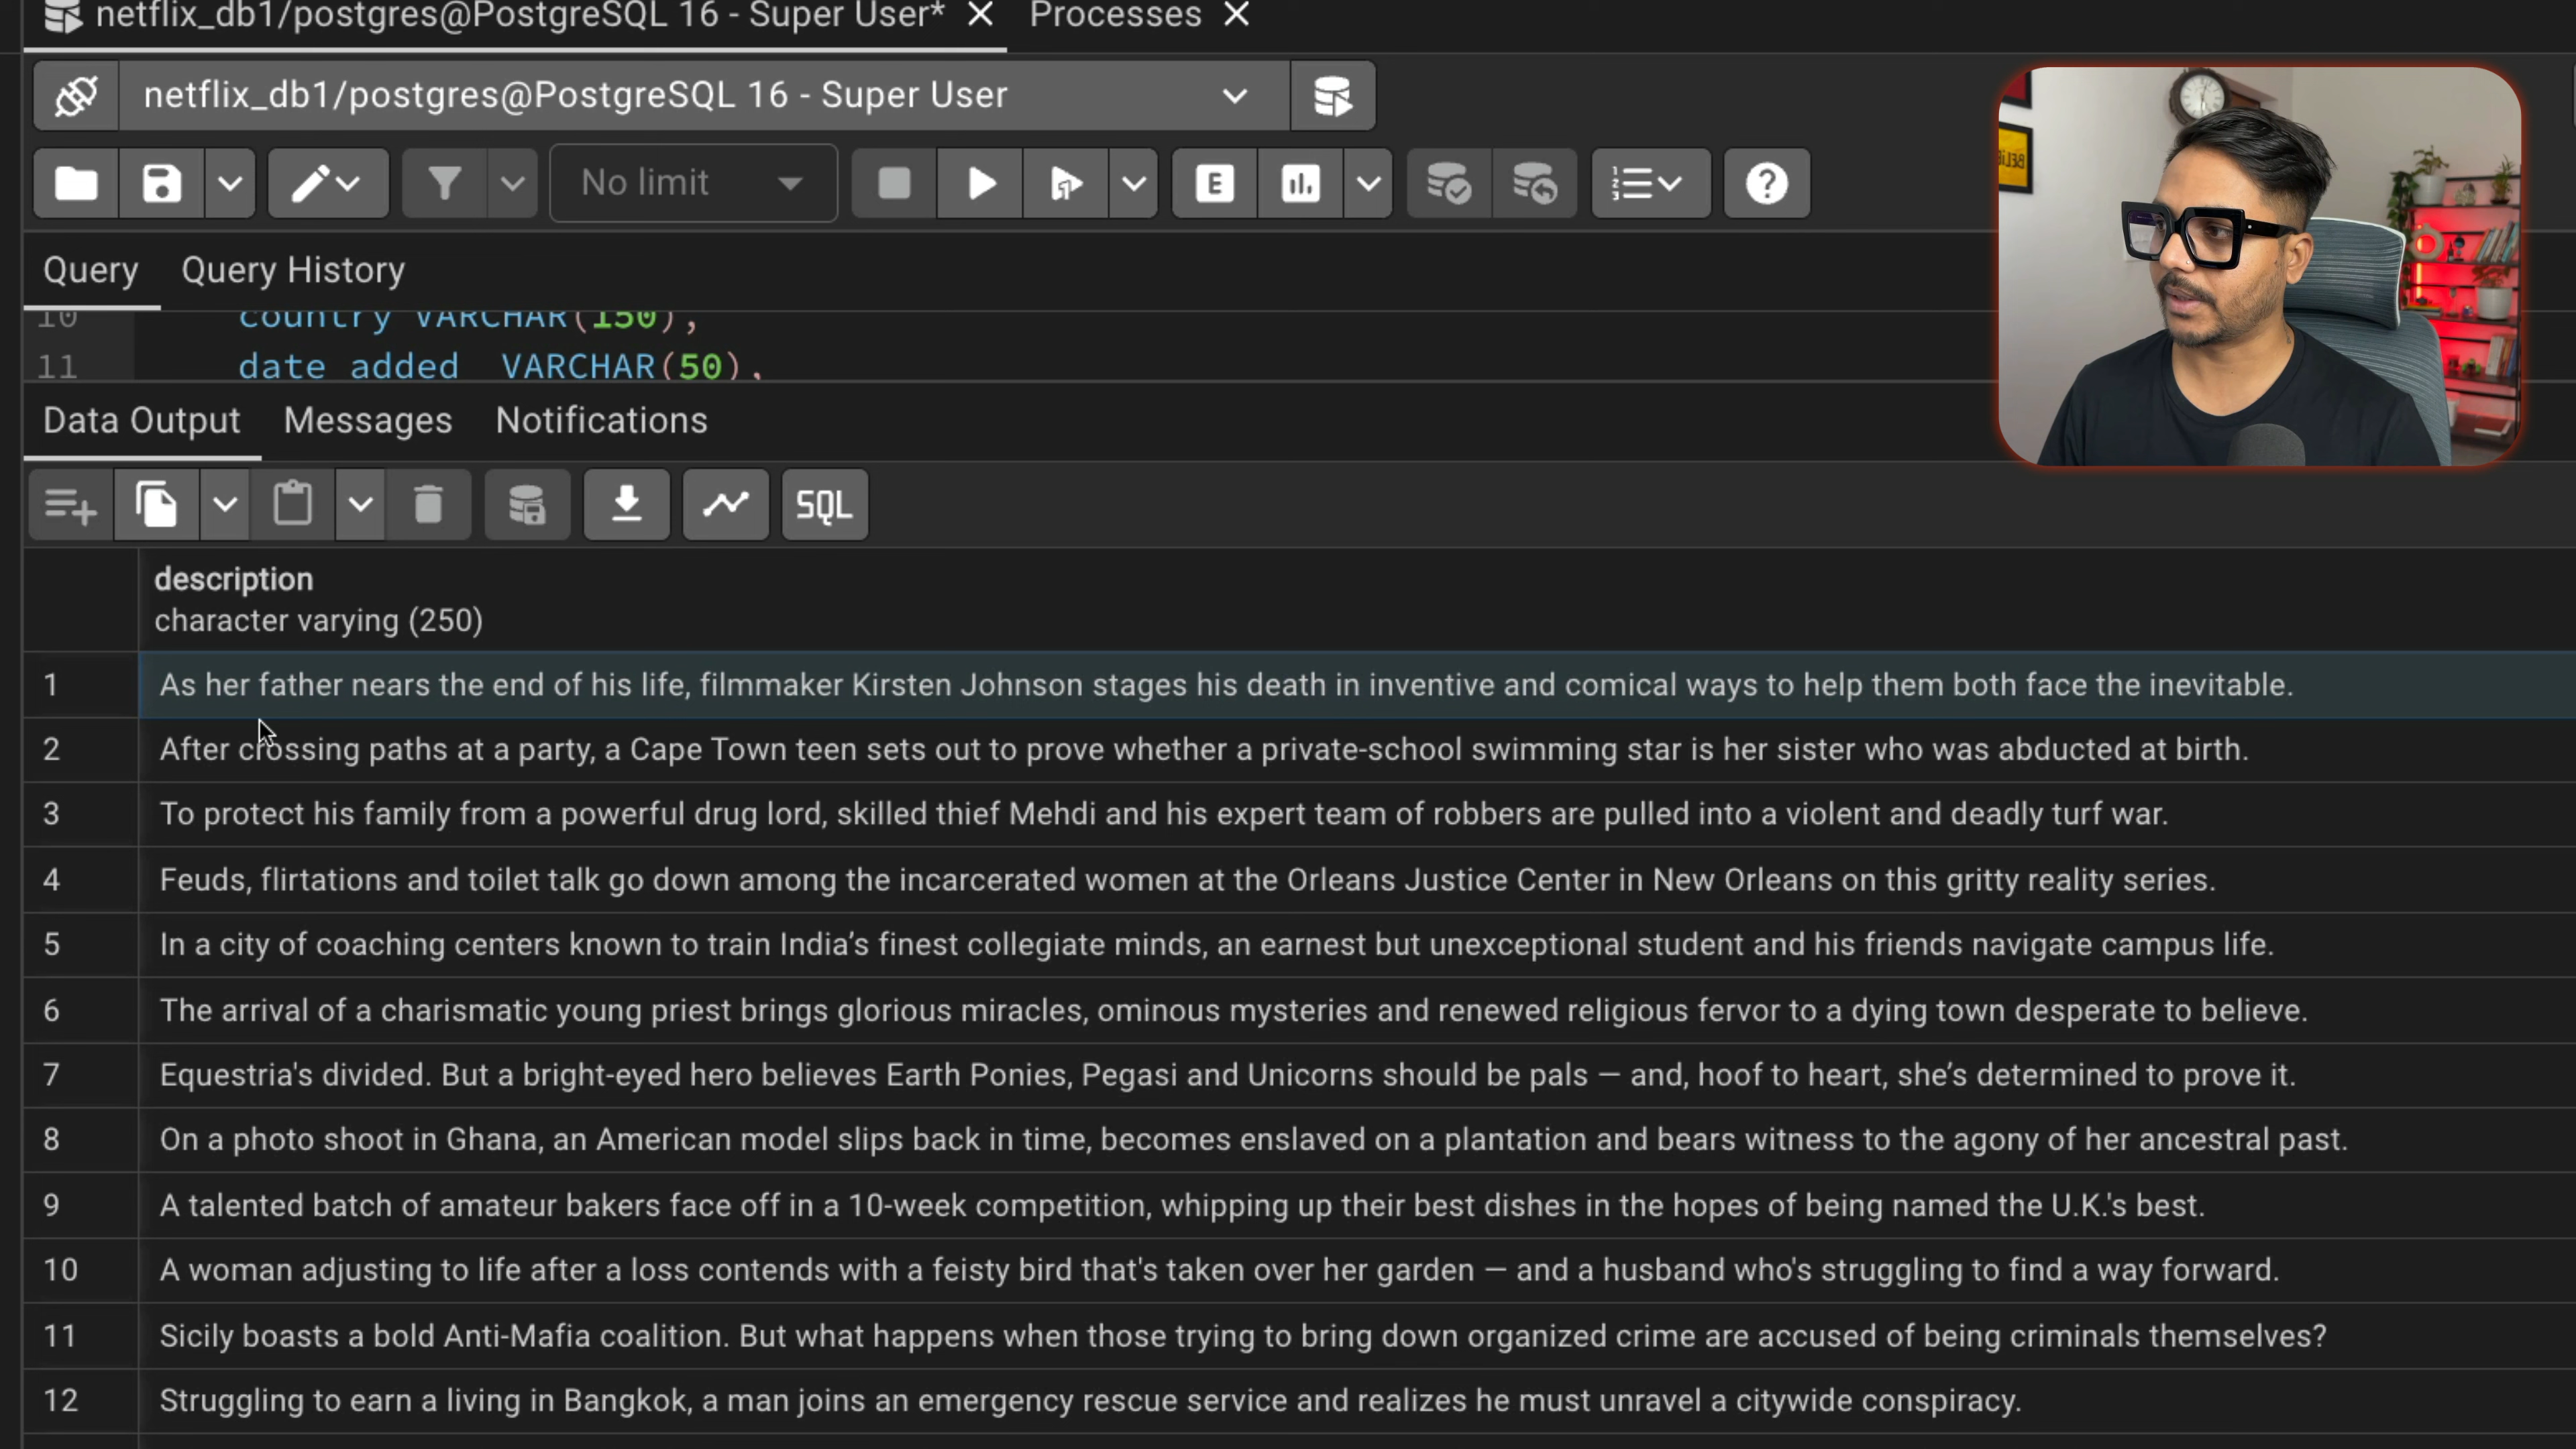 netflix_db1/postgres@PostgreSQL 16 - Super User* Processes
netflix_db1/postgres@PostgreSQL 16 - Super User
No limit
E
Query Query History
10 country VARCHAR(150),
11 date_added VARCHAR(50),
Data Output Messages Notifications
SQL
description
character varying (250)
1 As her father nears the end of his life, filmmaker Kirsten Johnson stages his death in inventive and comical ways to help them both face the inevitable.
2 After crossing paths at a party, a Cape Town teen sets out to prove whether a private-school swimming star is her sister who was abducted at birth.
3 To protect his family from a powerful drug lord, skilled thief Mehdi and his expert team of robbers are pulled into a violent and deadly turf war.
4 Feuds, flirtations and toilet talk go down among the incarcerated women at the Orleans Justice Center in New Orleans on this gritty reality series.
5 In a city of coaching centers known to train India’s finest collegiate minds, an earnest but unexceptional student and his friends navigate campus life.
6 The arrival of a charismatic young priest brings glorious miracles, ominous mysteries and renewed religious fervor to a dying town desperate to believe.
7 Equestria's divided. But a bright-eyed hero believes Earth Ponies, Pegasi and Unicorns should be pals — and, hoof to heart, she’s determined to prove it.
8 On a photo shoot in Ghana, an American model slips back in time, becomes enslaved on a plantation and bears witness to the agony of her ancestral past.
9 A talented batch of amateur bakers face off in a 10-week competition, whipping up their best dishes in the hopes of being named the U.K.'s best.
10 A woman adjusting to life after a loss contends with a feisty bird that's taken over her garden — and a husband who's struggling to find a way forward.
11 Sicily boasts a bold Anti-Mafia coalition. But what happens when those trying to bring down organized crime are accused of being criminals themselves?
12 Struggling to earn a living in Bangkok, a man joins an emergency rescue service and realizes he must unravel a citywide conspiracy.